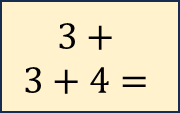 3 +
3 + 4 =